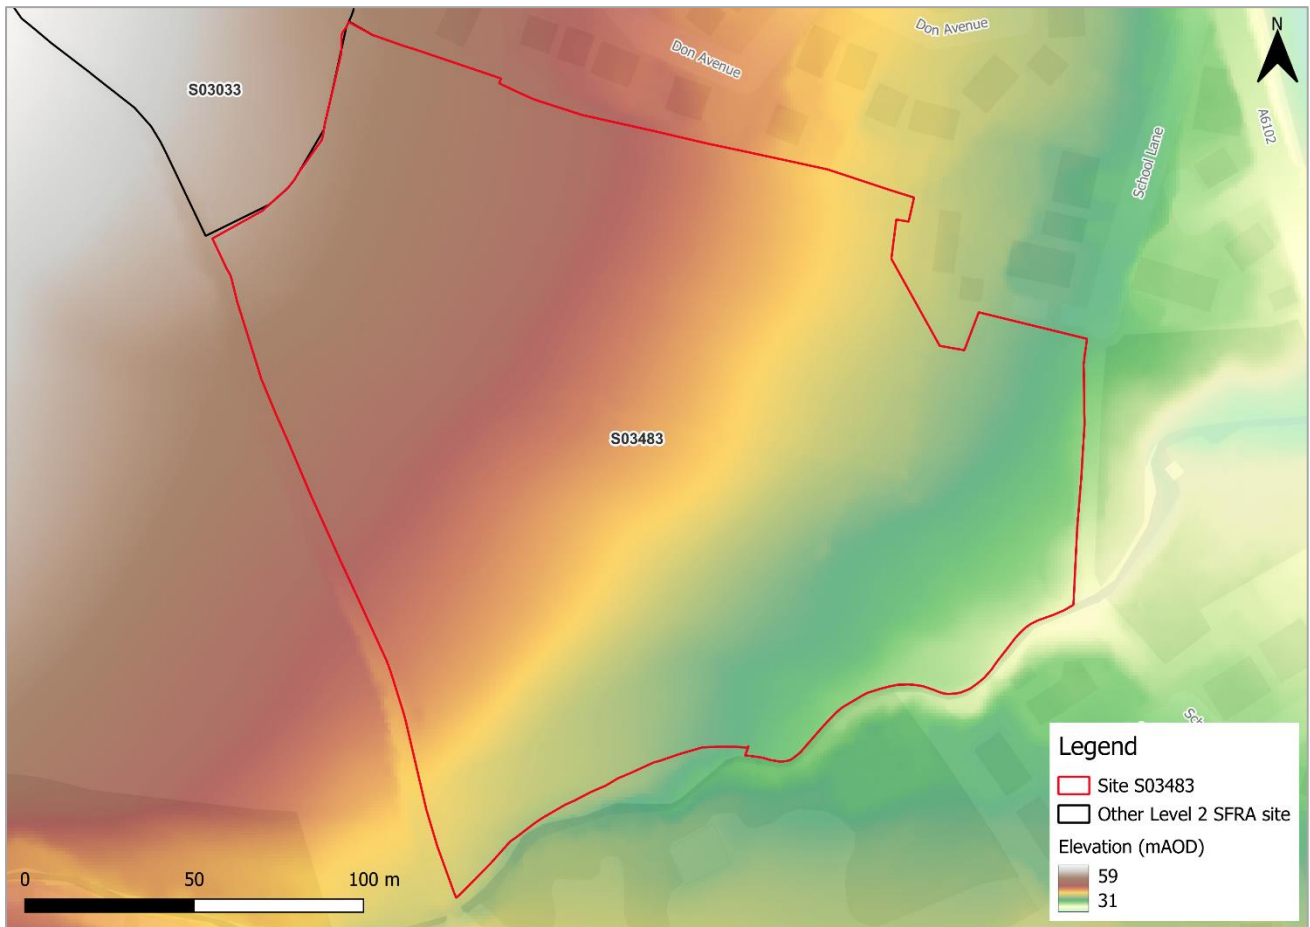 Don Avenue
Don Avenue
N
S03033
A6102
School Lane
S03483
Legend
Site S03483
Other Level 2 SFRA site
Elevation (mAOD)
59
31
0 50 100 m